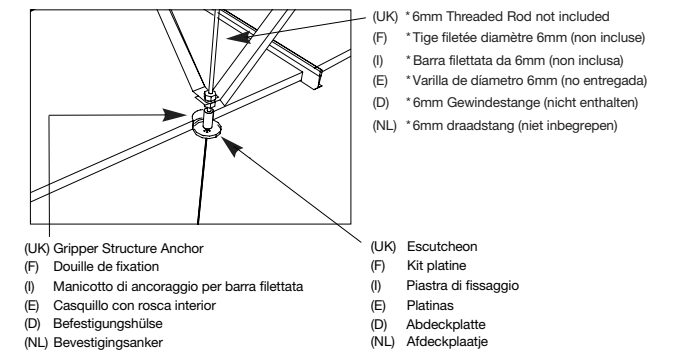 (UK) *6mm Threaded Rod not included
(F) *Tige filetée diamètre 6mm (non incluse)
(I) *Barra filettata da 6mm (non inclusa)
(E) *Varilla de díametro 6mm (no entregada)
(D) *6mm Gewindestange (nicht enthalten)
(NL) *6mm draadstang (niet inbegrepen)
(UK) Gripper Structure Anchor
(F) Douille de fixation
(I) Manicotto di ancoraggio per barra filettata
(E) Casquillo con rosca interior
(D) Befestigungshülse
(NL) Bevestigingsanker
(UK) Escutcheon
(F) Kit platine
(I) Piastra di fissaggio
(E) Platinas
(D) Abdeckplatte
(NL) Afdeckplaatje